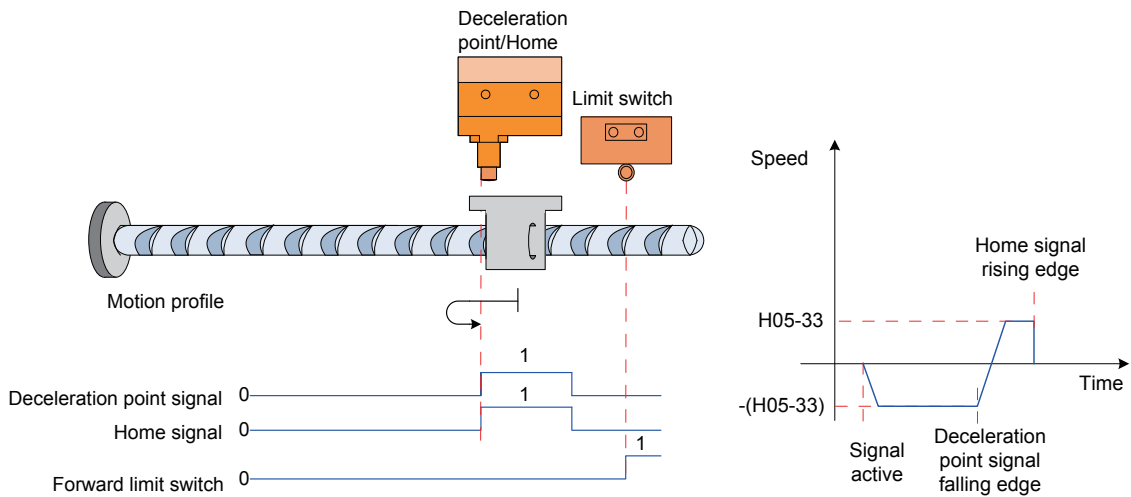 Deceleration
point/Home
Limit switch
Motion profile
1
Deceleration point signal
0
1
Home signal
0
1
Forward limit switch
0
Speed
Home signal
rising edge
H05-33
Time
-(H05-33)
Signal
active
Deceleration
point signal
falling edge